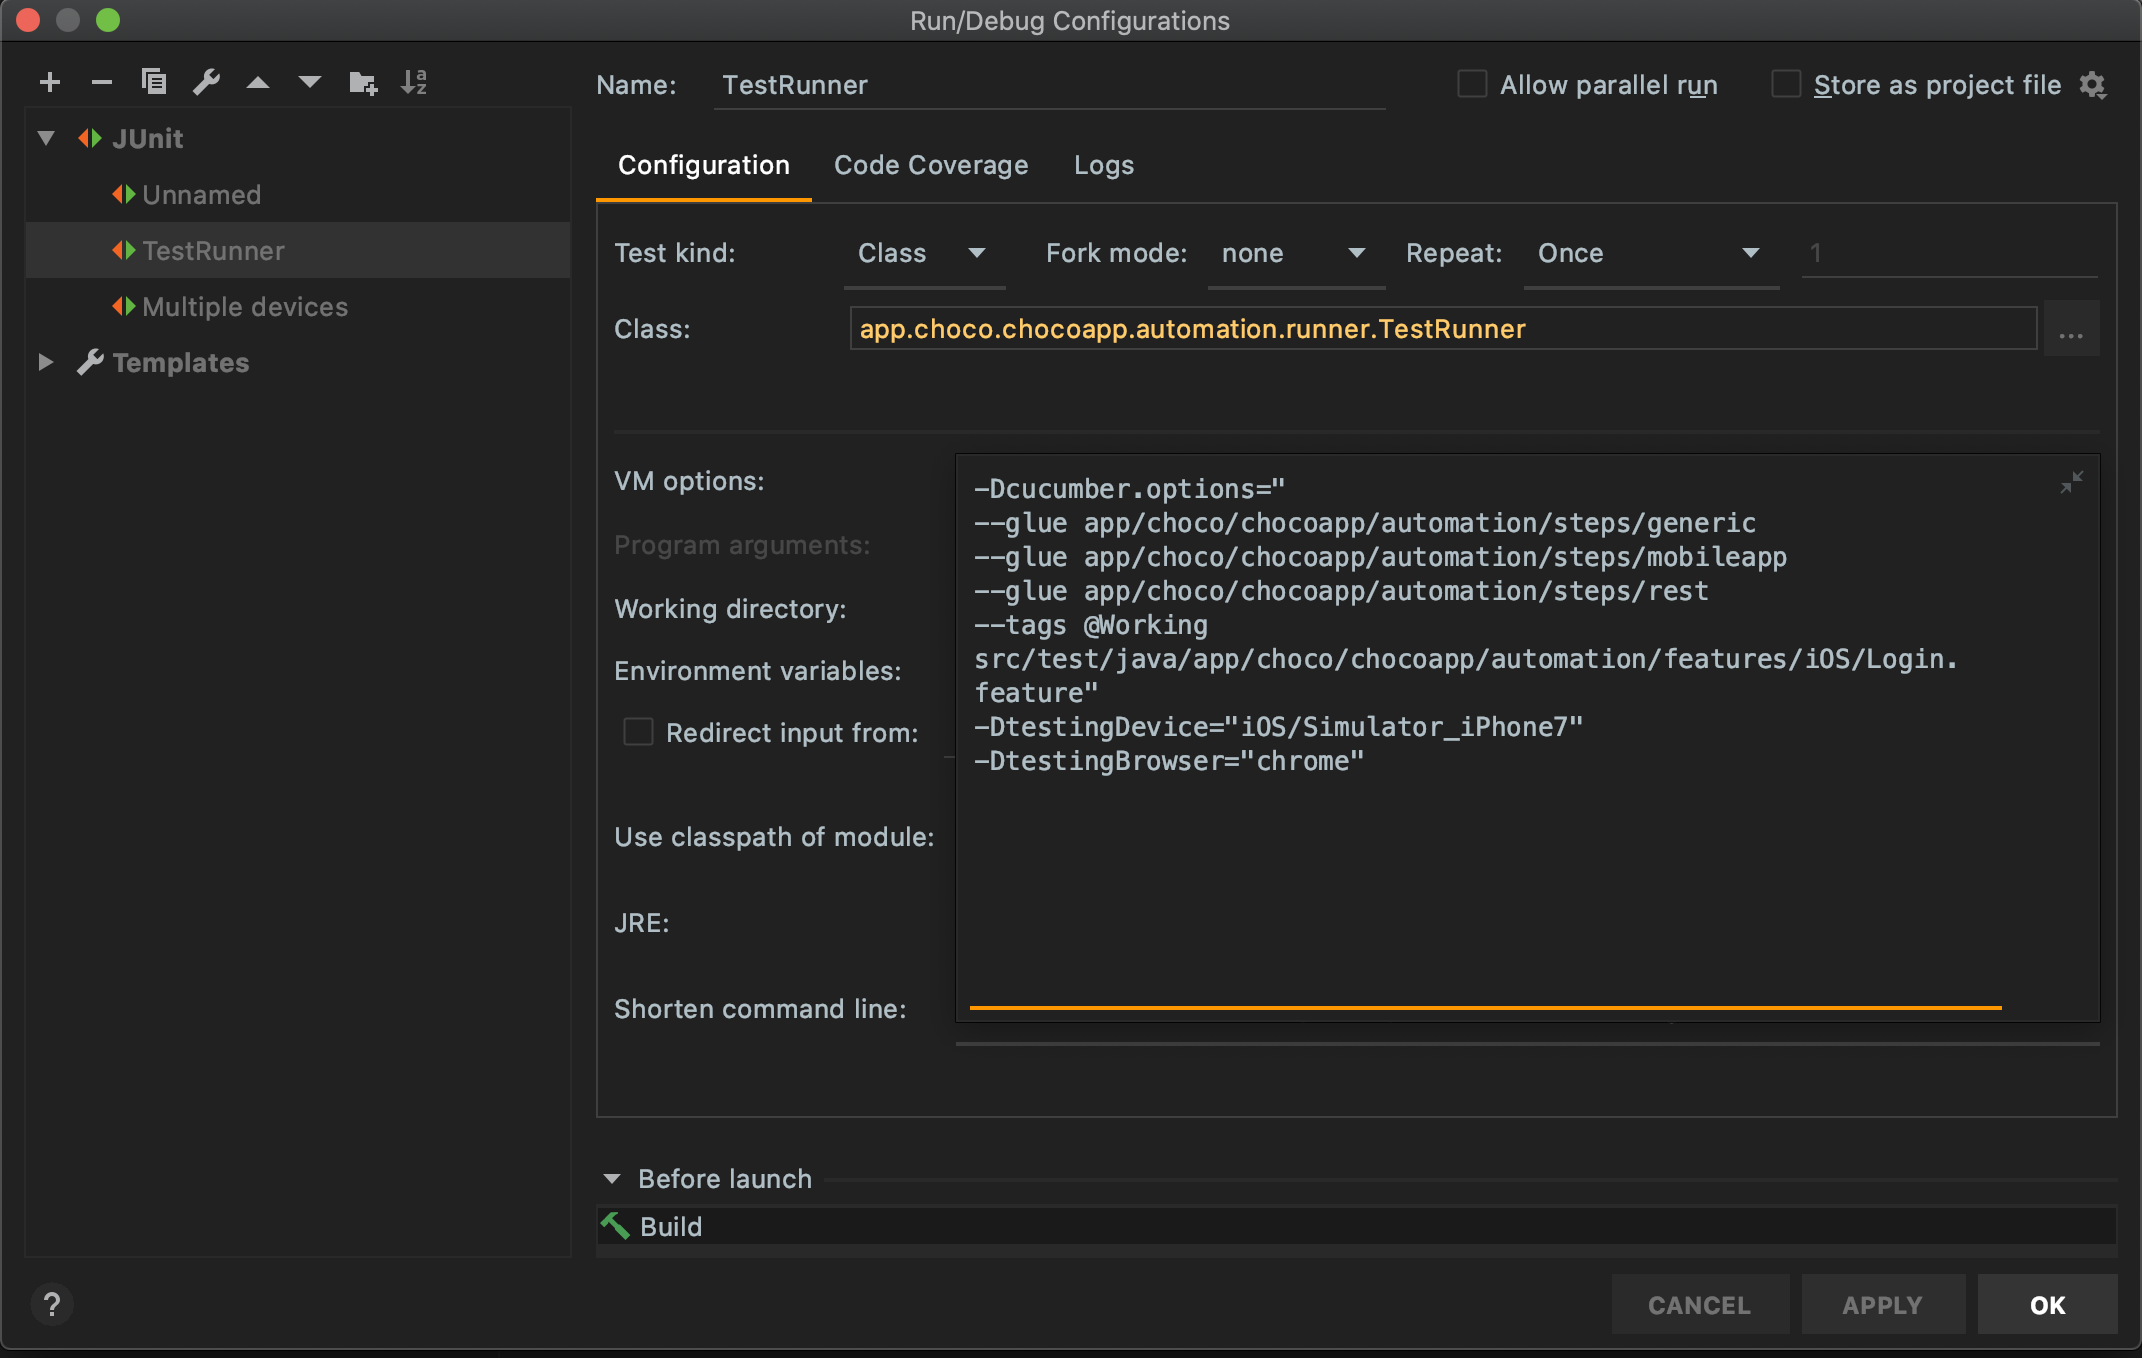 Run/Debug Configurations
Name: TestRunner Allow parallel run Store as project file
JUnit
Unnamed
TestRunner
Multiple devices
Templates
Configuration Code Coverage Logs
Test kind: Class Fork mode: none Repeat: Once 1
Class: app.choco.chocoapp.automation.runner.TestRunner ...
VM options:
Program arguments:
Working directory:
Environment variables:
Redirect input from:
Use classpath of module:
JRE:
Shorten command line:
-Dcucumber.options="
--glue app/choco/chocoapp/automation/steps/generic
--glue app/choco/chocoapp/automation/steps/mobileapp
--glue app/choco/chocoapp/automation/steps/rest
--tags @Working
src/test/java/app/choco/chocoapp/automation/features/iOS/Login.
feature"
-DtestingDevice="iOS/Simulator_iPhone7"
-DtestingBrowser="chrome"
Before launch
Build
? CANCEL APPLY OK